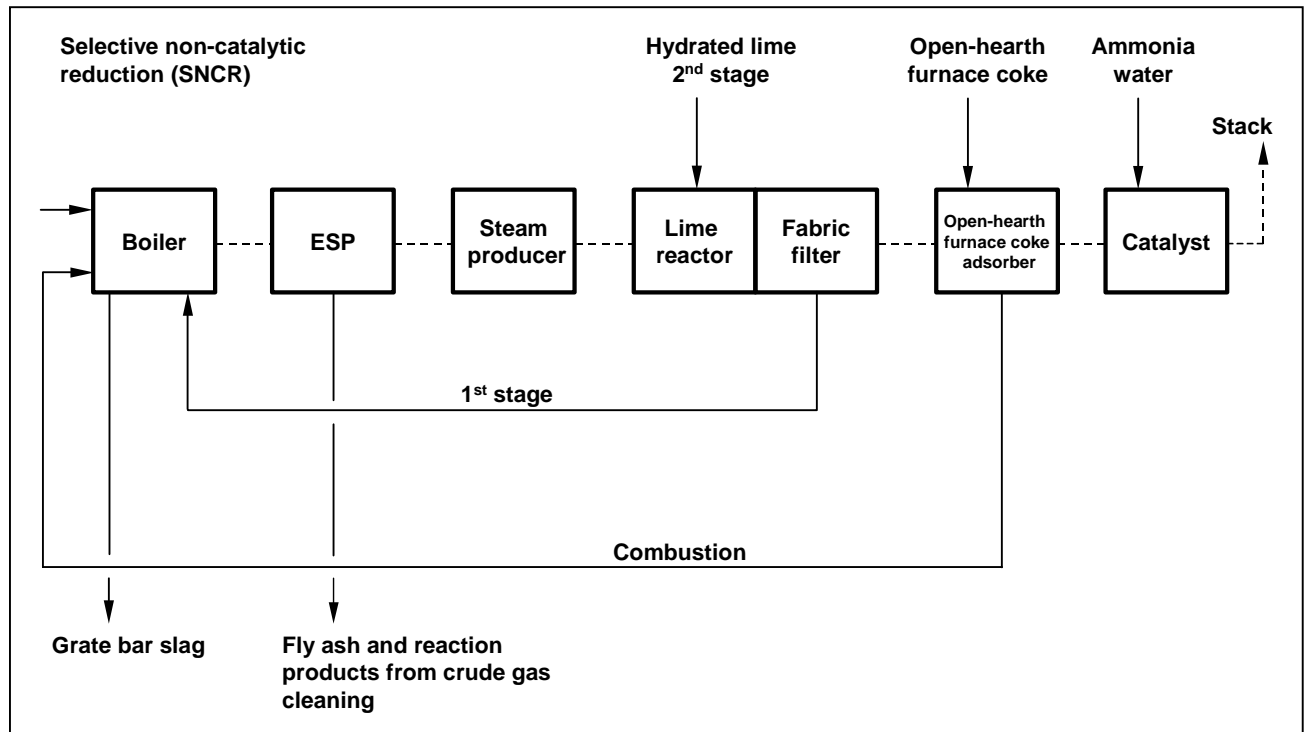 Selective non-catalytic
reduction (SNCR)
Hydrated lime
2nd stage
Open-hearth
furnace coke
Ammonia
water
Stack
Boiler
ESP
Steam
producer
Lime
reactor
Fabric
filter
Open-hearth
furnace coke
adsorber
Catalyst
1st stage
Combustion
Grate bar slag
Fly ash and reaction
products from crude gas
cleaning